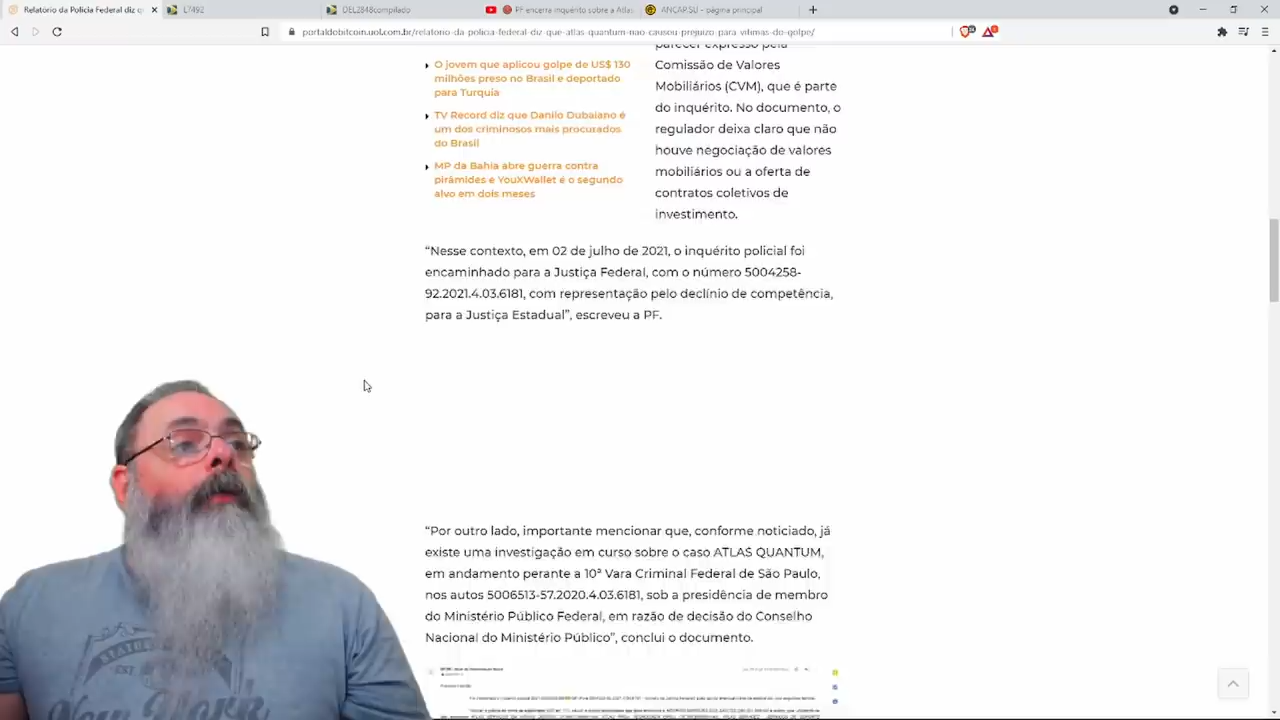 Relatório da Polícia Federal diz q
L7492
DEL2848compilado
PF encerra inquérito sobre a Atlas
ANCAP.SU - página principal
portaldobitcoin.uol.com.br/relatorio-da-policia-federal-diz-que-atlas-quantum-nao-causou-prejuizo-para-vitimas-do-golpe/
O jovem que aplicou golpe de US$ 130
milhões preso no Brasil e deportado
para Turquia
TV Record diz que Danilo Dubaiano é
um dos criminosos mais procurados
do Brasil
MP da Bahia abre guerra contra
pirâmides e YouXWallet é o segundo
alvo em dois meses
parecer expresso pela
Comissão de Valores
Mobiliários (CVM), que é parte
do inquérito. No documento, o
regulador deixa claro que não
houve negociação de valores
mobiliários ou a oferta de
contratos coletivos de
investimento.
“Nesse contexto, em 02 de julho de 2021, o inquérito policial foi
encaminhado para a Justiça Federal, com o número 5004258-
92.2021.4.03.6181, com representação pelo declínio de competência,
para a Justiça Estadual”, escreveu a PF.
“Por outro lado, importante mencionar que, conforme noticiado, já
existe uma investigação em curso sobre o caso ATLAS QUANTUM,
em andamento perante a 10ª Vara Criminal Federal de São Paulo,
nos autos 5006513-57.2020.4.03.6181, sob a presidência de membro
do Ministério Público Federal, em razão de decisão do Conselho
Nacional do Ministério Público”, conclui o documento.